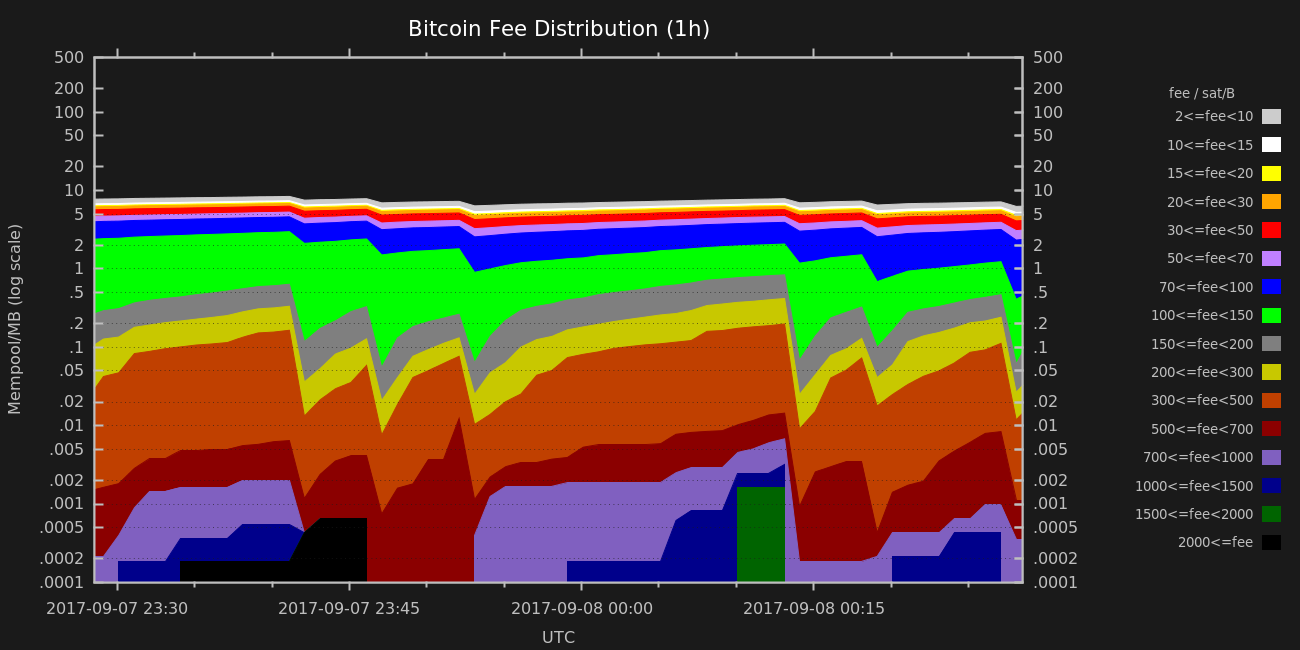 Bitcoin Fee Distribution (1h)
Mempool/MB (log scale)
500
200
100
50
20
10
5
2
1
.5
.2
.1
.05
.02
.01
.005
.002
.001
.0005
.0002
.0001
500
200
100
50
20
10
5
2
1
.5
.2
.1
.05
.02
.01
.005
.002
.001
.0005
.0002
.0001
2017-09-07 23:30
2017-09-07 23:45
2017-09-08 00:00
2017-09-08 00:15
UTC
fee / sat/B
2<=fee<10
10<=fee<15
15<=fee<20
20<=fee<30
30<=fee<50
50<=fee<70
70<=fee<100
100<=fee<150
150<=fee<200
200<=fee<300
300<=fee<500
500<=fee<700
700<=fee<1000
1000<=fee<1500
1500<=fee<2000
2000<=fee